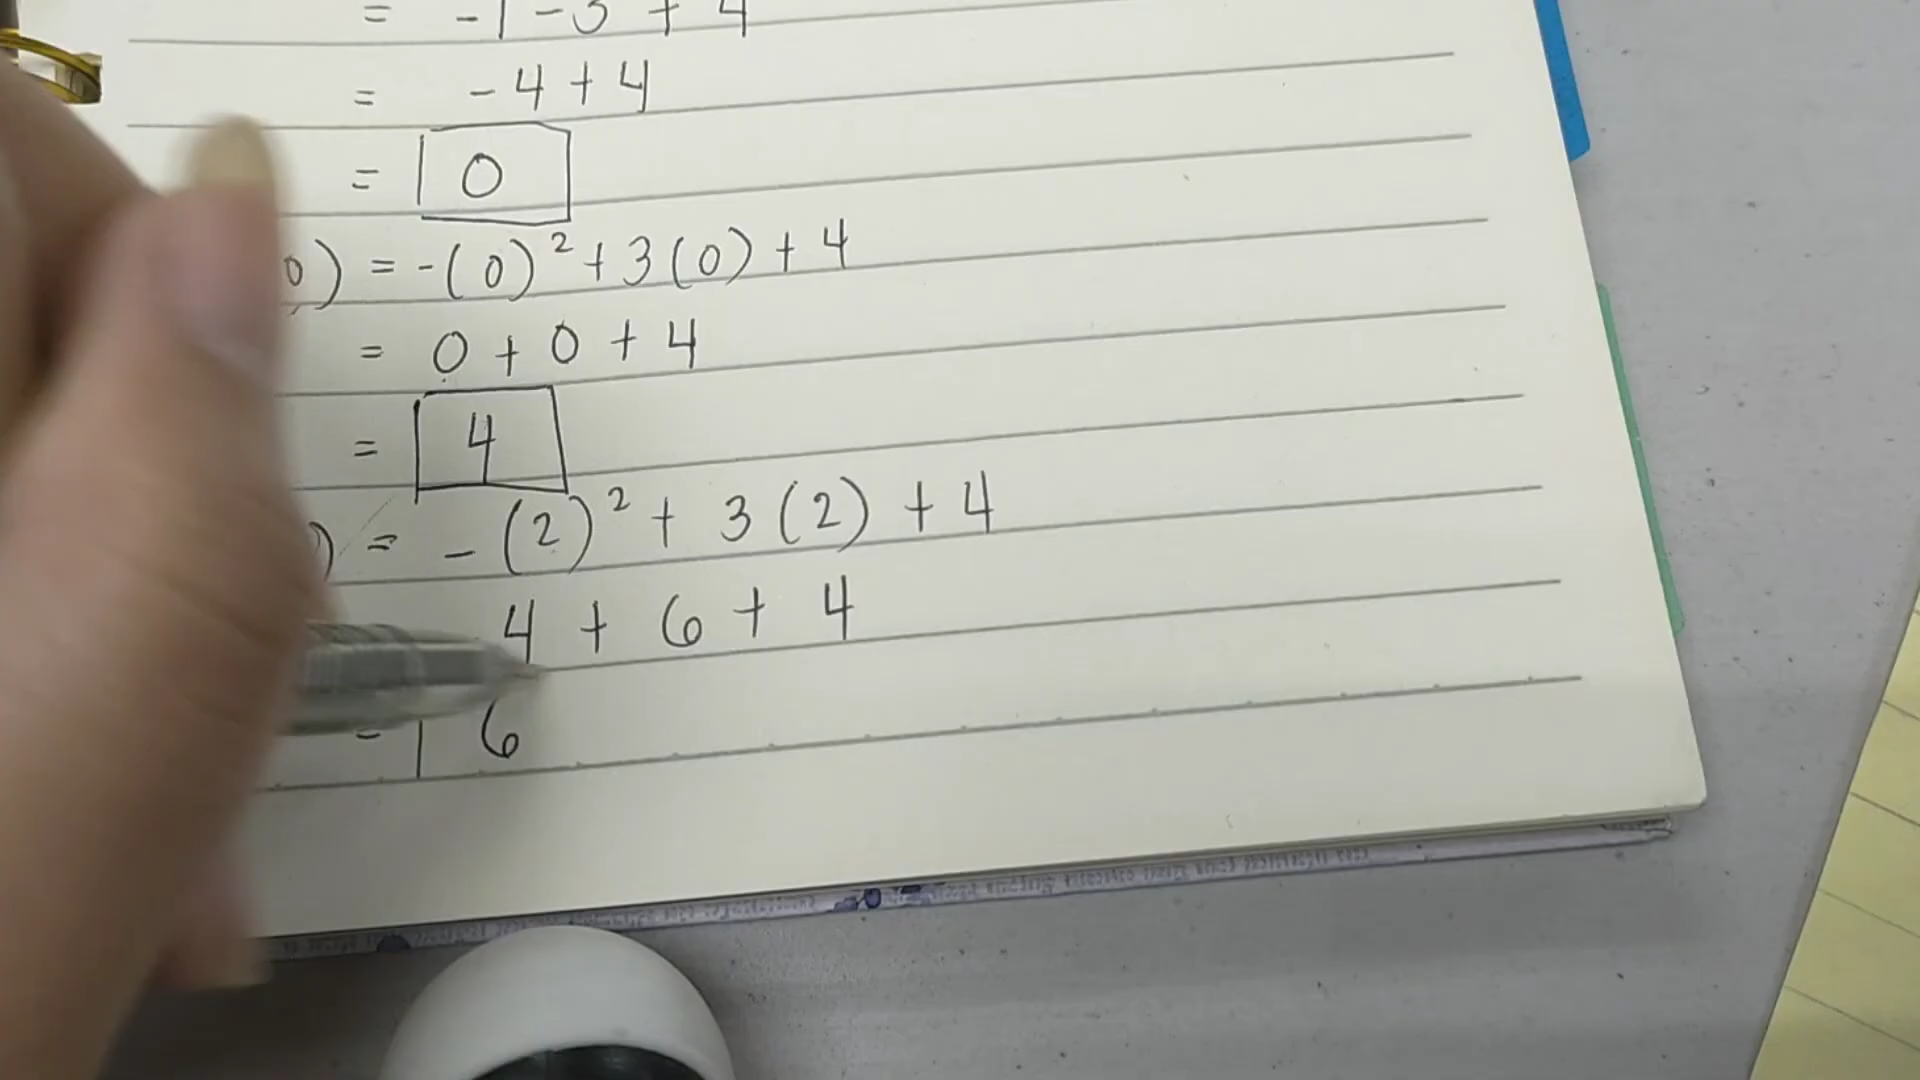 = -1 - 3 + 4
= -4 + 4
= 0
0) = -(0)² + 3(0) + 4
= 0 + 0 + 4
= 4
) = -(2)² + 3(2) + 4
4 + 6 + 4
= 6